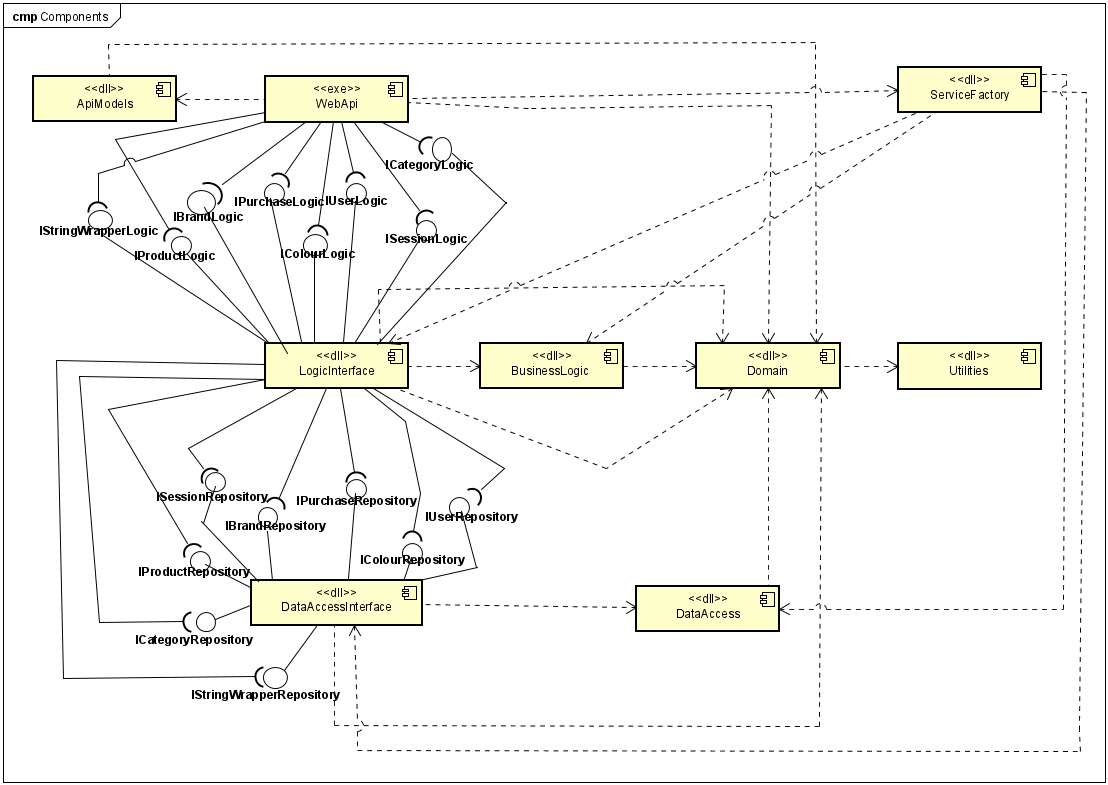 cmp Components
<<dll>>
ApiModels
<<exe>>
WebApi
<<dll>>
ServiceFactory
ICategoryLogic
IStringWrapperLogic
IBrandLogic
IPurchaseLogic
IUserLogic
IProductLogic
IColourLogic
ISessionLogic
<<dll>>
LogicInterface
<<dll>>
BusinessLogic
<<dll>>
Domain
<<dll>>
Utilities
ISessionRepository
IBrandRepository
IPurchaseRepository
IUserRepository
IProductRepository
IColourRepository
<<dll>>
DataAccessInterface
<<dll>>
DataAccess
ICategoryRepository
IStringWrapperRepository